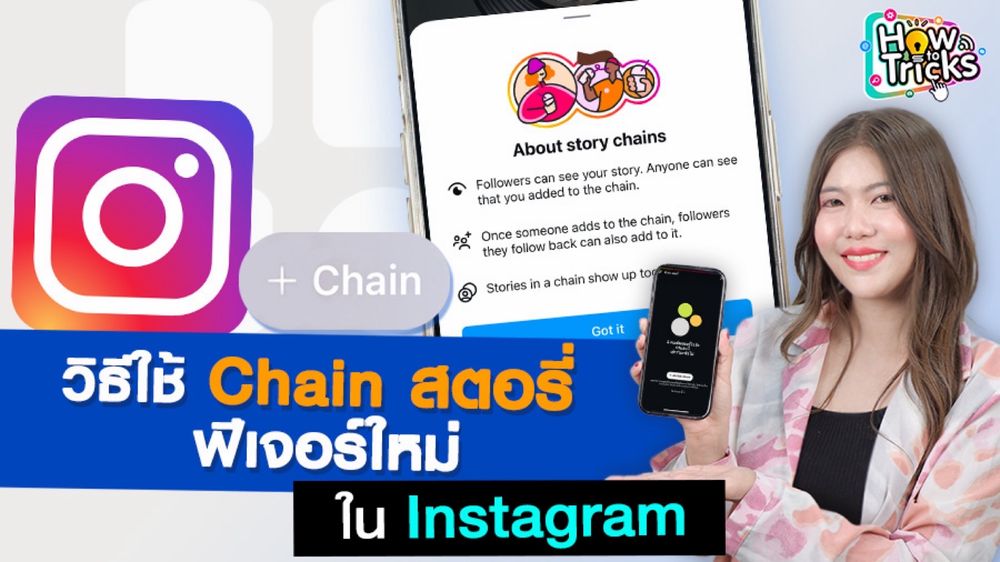 How
to
Tricks
About story chains
Followers can see your story. Anyone can see
that you added to the chain.
Once someone adds to the chain, followers
they follow back can also add to it.
Stories in a chain show up
Got it
+ Chain
วิธีใช้ Chain สตอรี่
ฟีเจอร์ใหม่
ใน Instagram